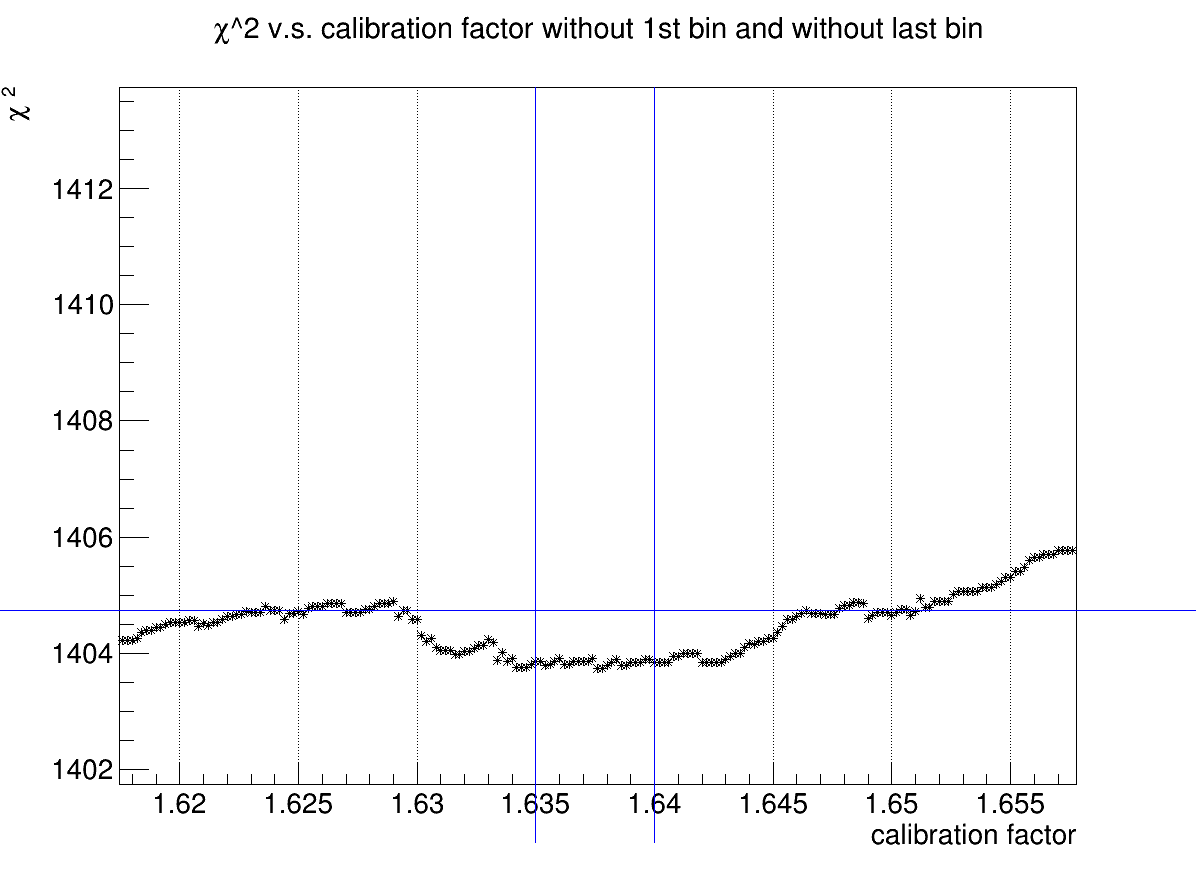 χ^2 v.s. calibration factor without 1st bin and without last bin
χ²
1412
1410
1408
1406
1404
1402
1.62 1.625 1.63 1.635 1.64 1.645 1.65 1.655
calibration factor